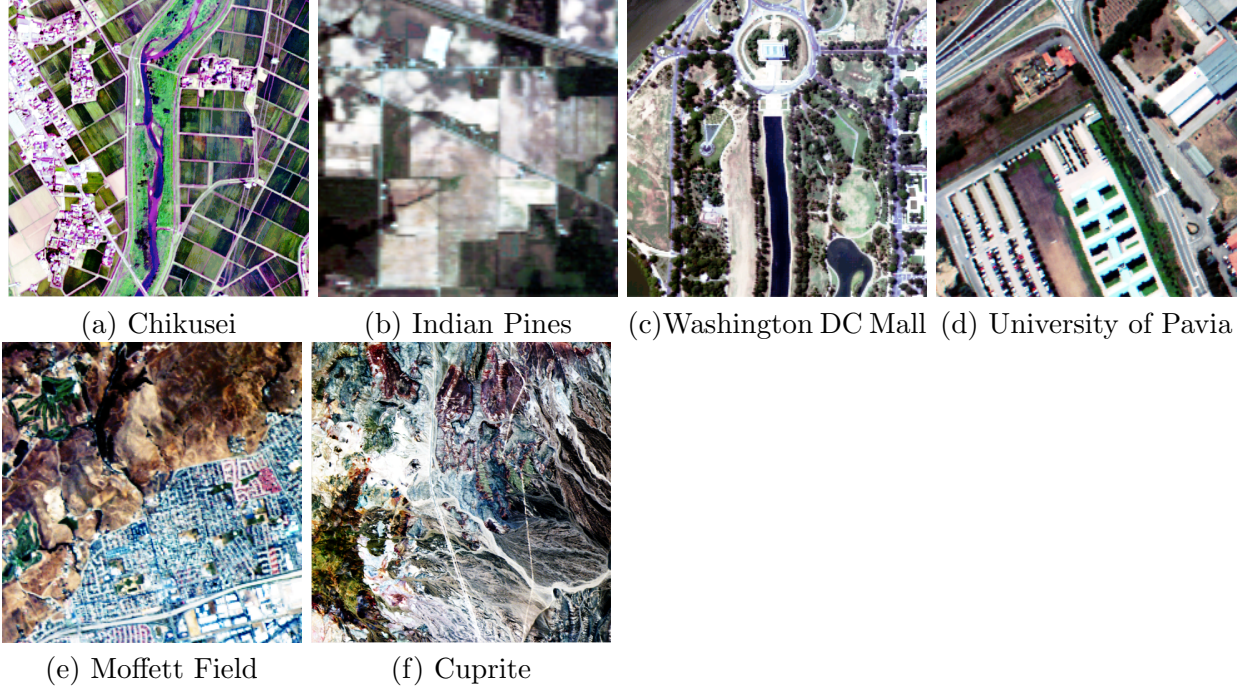 (a) Chikusei
(b) Indian Pines
(c)Washington DC Mall
(d) University of Pavia
(e) Moffett Field
(f) Cuprite